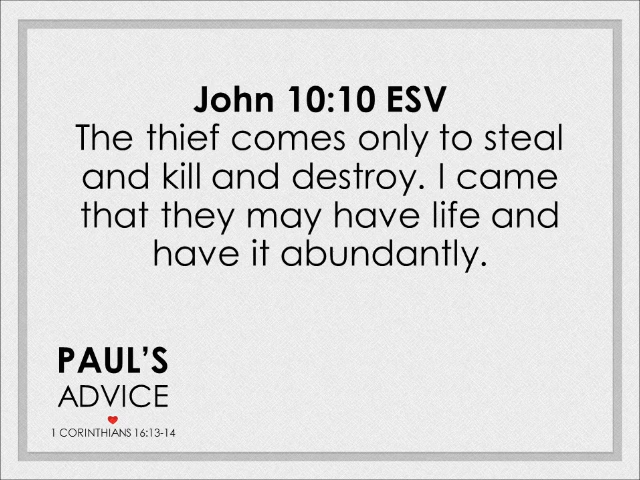 John 10:10 ESV
The thief comes only to steal
and kill and destroy. I came
that they may have life and
have it abundantly.
PAUL'S
ADVICE
1 CORINTHIANS 16:13-14